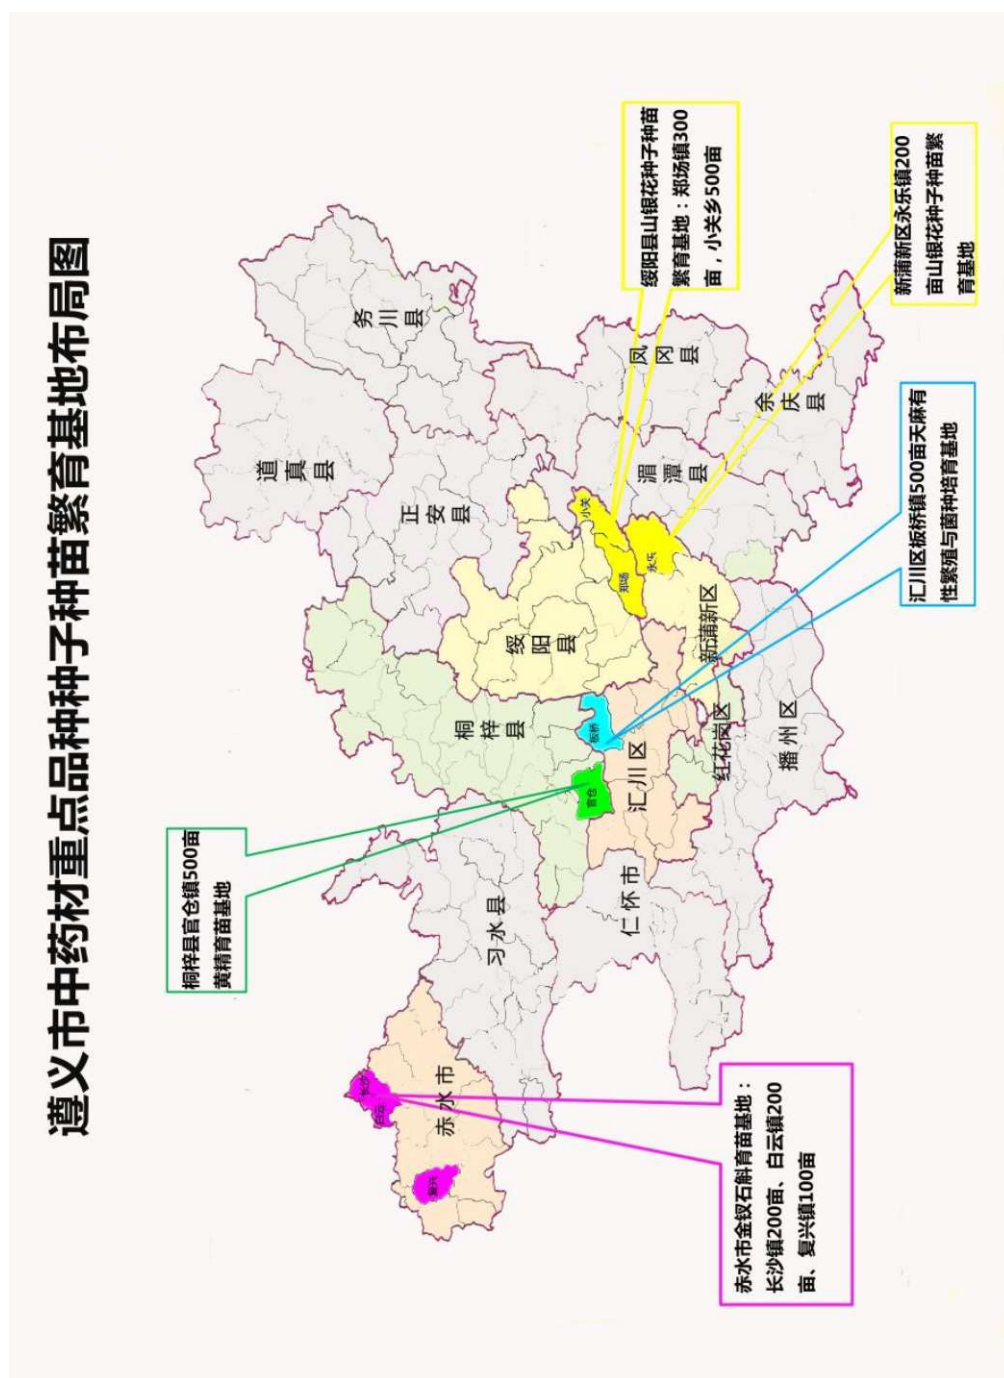 遵义市中药材重点品种种子种苗繁育基地布局图
桐梓县官仓镇500亩
黄精育苗基地
绥阳县山银花种子种苗
繁育基地：郑场镇300
亩，小关乡500亩
新蒲新区永乐镇200
亩山银花种子种苗繁
育基地
汇川区板桥镇500亩天麻有
性繁殖与菌种培育基地
赤水市金钗石斛育苗基地：
长沙镇200亩、白云镇200
亩、复兴镇100亩
道真县
务川县
正安县
桐梓县
绥阳县
凤冈县
湄潭县
余庆县
习水县
赤水市
仁怀市
汇川区
红花岗区
新蒲新区
播州区
长沙
白云
复兴
官仓
板桥
郑场
小关
永乐